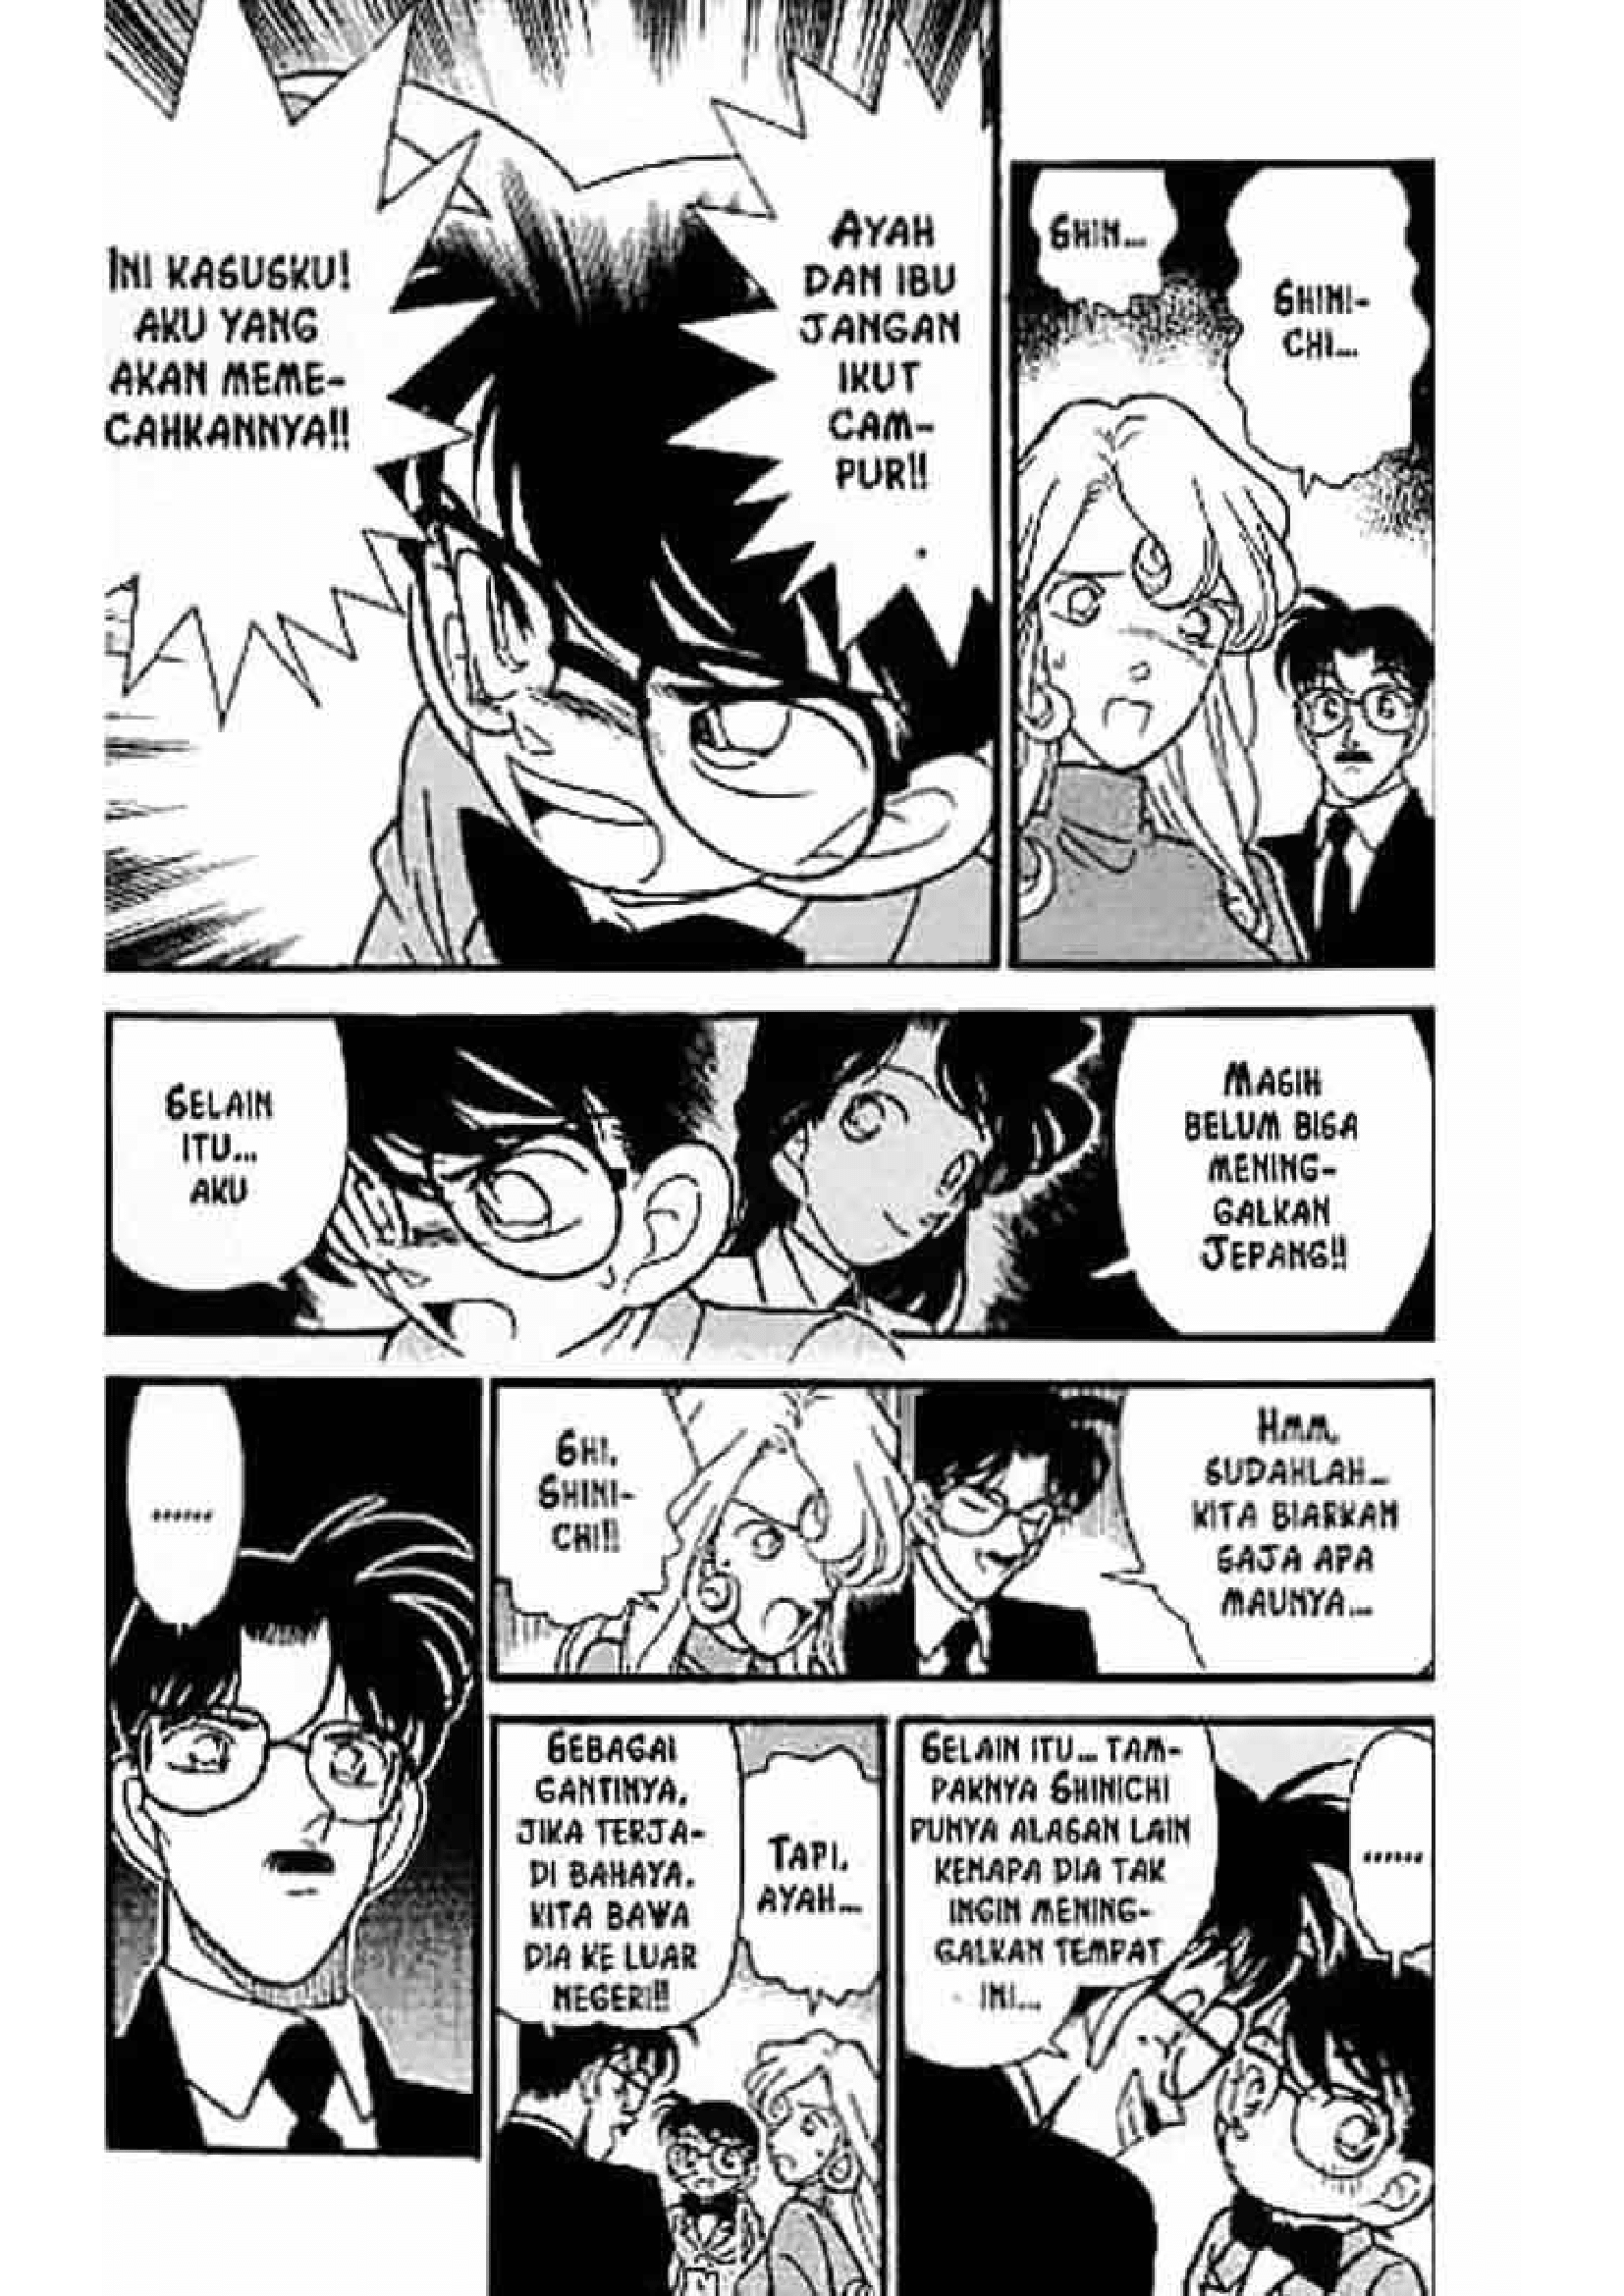 SHINI-
CHI...
SHIN...
AYAH
DAN IBU
JANGAN
IKUT
CAM-
PUR!!
INI KASUSKU!
AKU YANG
AKAN MEME-
CAHKANNYA!!
MASIH
BELUM BISA
MENING-
GALKAN
JEPANG!!
SELAIN
ITU...
AKU
HMM,
SUDAHLAH...
KITA BIARKAN
SAJA APA
MAUNYA...
SHI,
SHINI-
CHI!!
......
......
SELAIN ITU... TAM-
PAKNYA SHINICHI
PUNYA ALASAN LAIN
KENAPA DIA TAK
INGIN MENING-
GALKAN TEMPAT
INI...
TAPI,
AYAH...
SEBAGAI
GANTINYA,
JIKA TERJA-
DI BAHAYA,
KITA BAWA
DIA KE LUAR
NEGERI!!